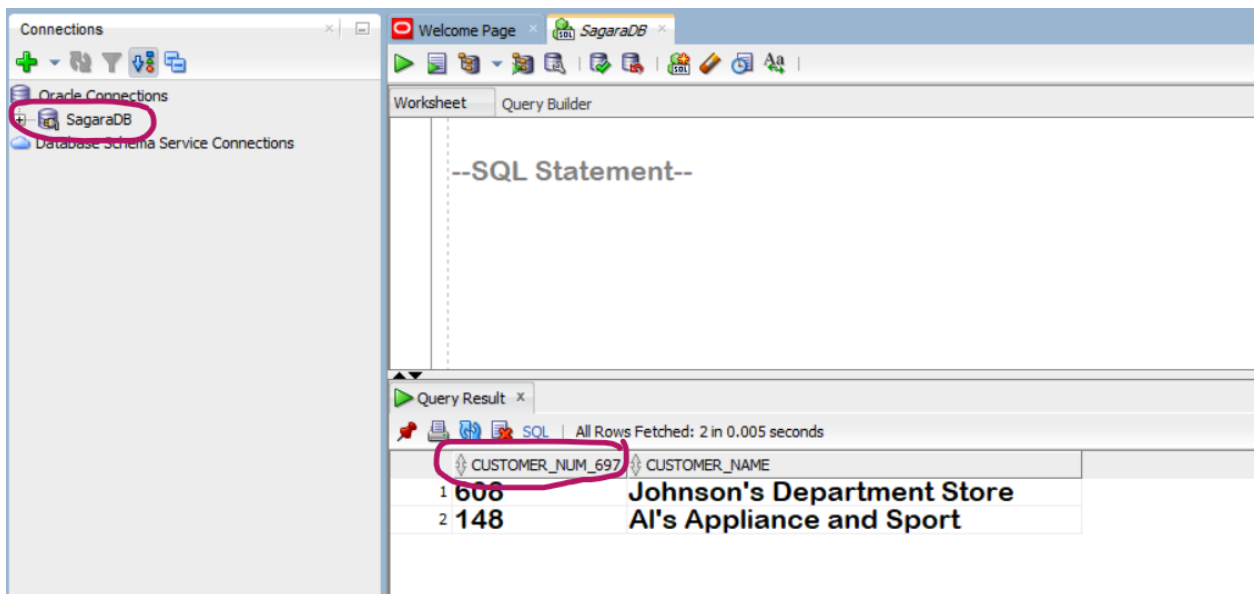 Connections
Oracle Connections
SagaraDB
Database Schema Service Connections
Welcome Page
SagaraDB
Worksheet
Query Builder
--SQL Statement--
Query Result
SQL | All Rows Fetched: 2 in 0.005 seconds
CUSTOMER_NUM_697 CUSTOMER_NAME
1 608 Johnson's Department Store
2 148 Al's Appliance and Sport